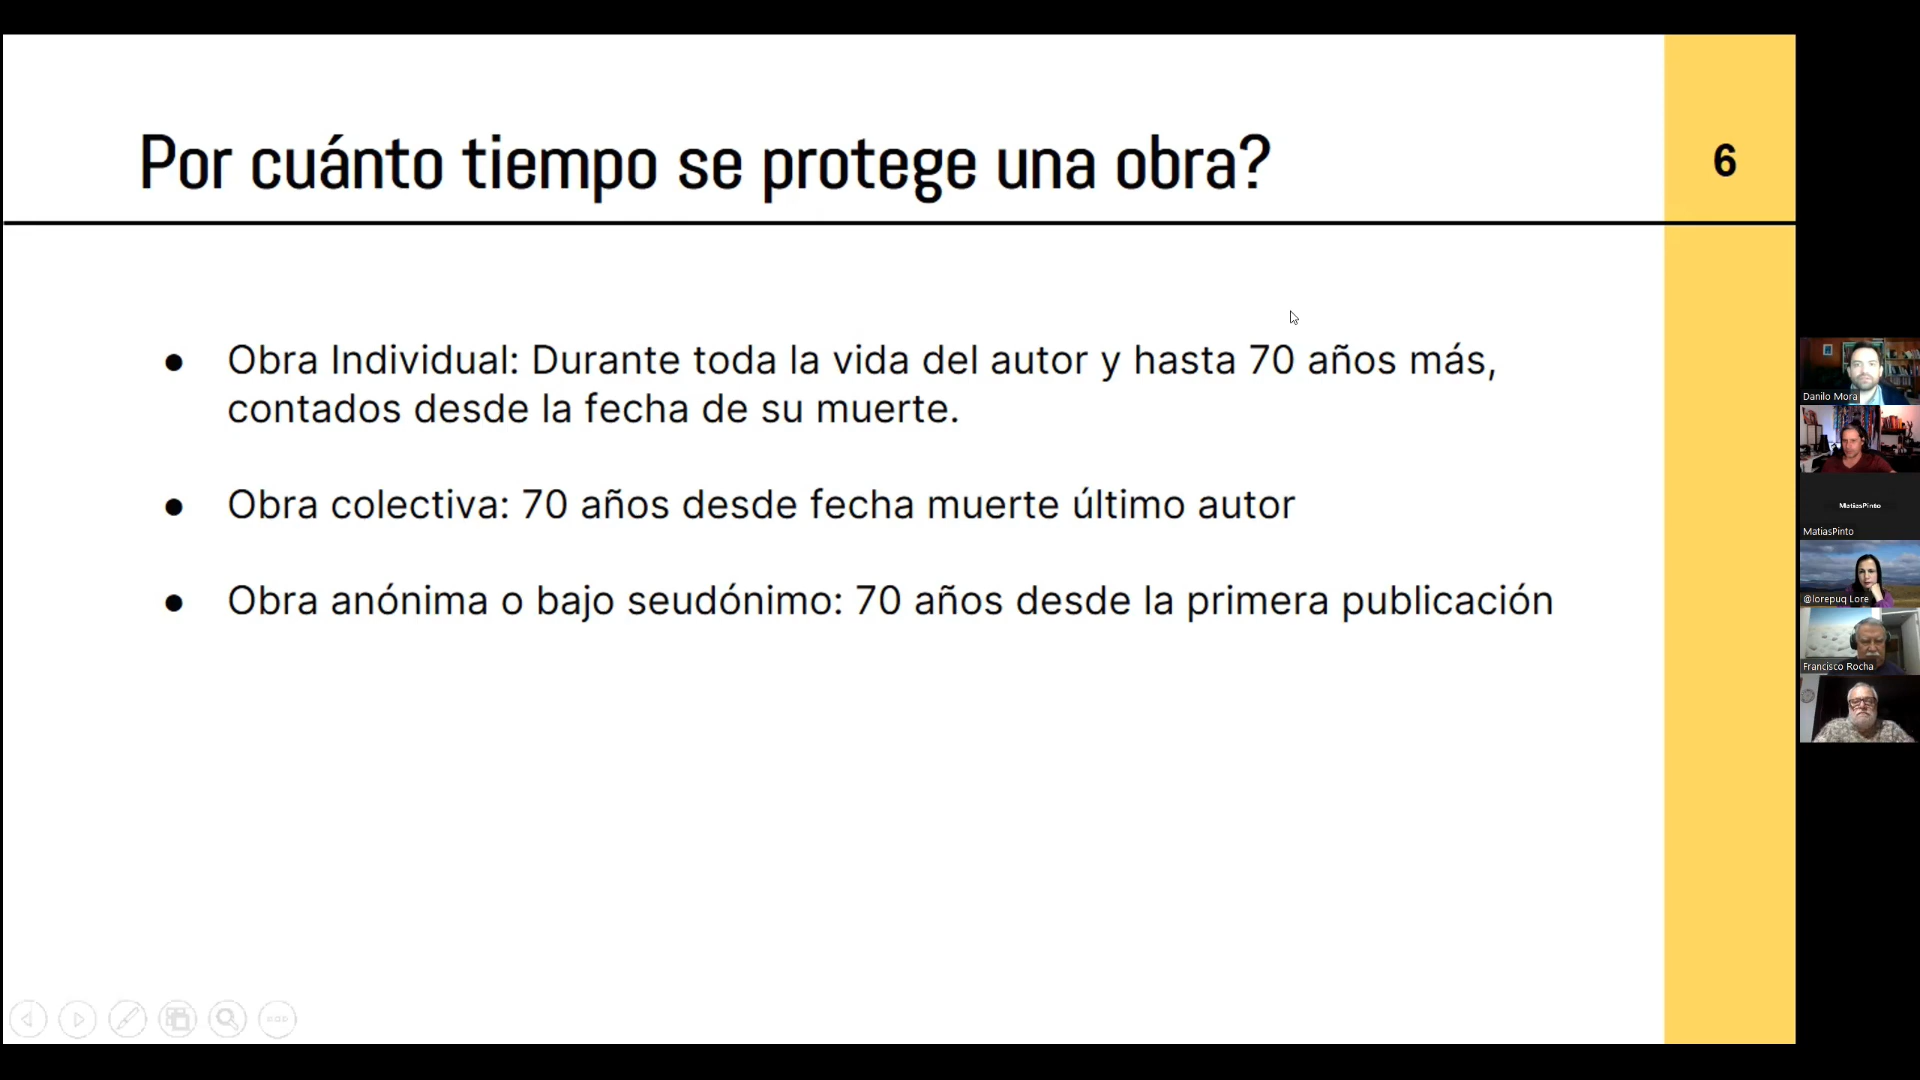 Por cuánto tiempo se protege una obra?
6
● Obra Individual: Durante toda la vida del autor y hasta 70 años más,
contados desde la fecha de su muerte.
● Obra colectiva: 70 años desde fecha muerte último autor
● Obra anónima o bajo seudónimo: 70 años desde la primera publicación
Danilo Mora
MatiasPinto
MatiasPinto
@lorepuq Lore
Francisco Rocha